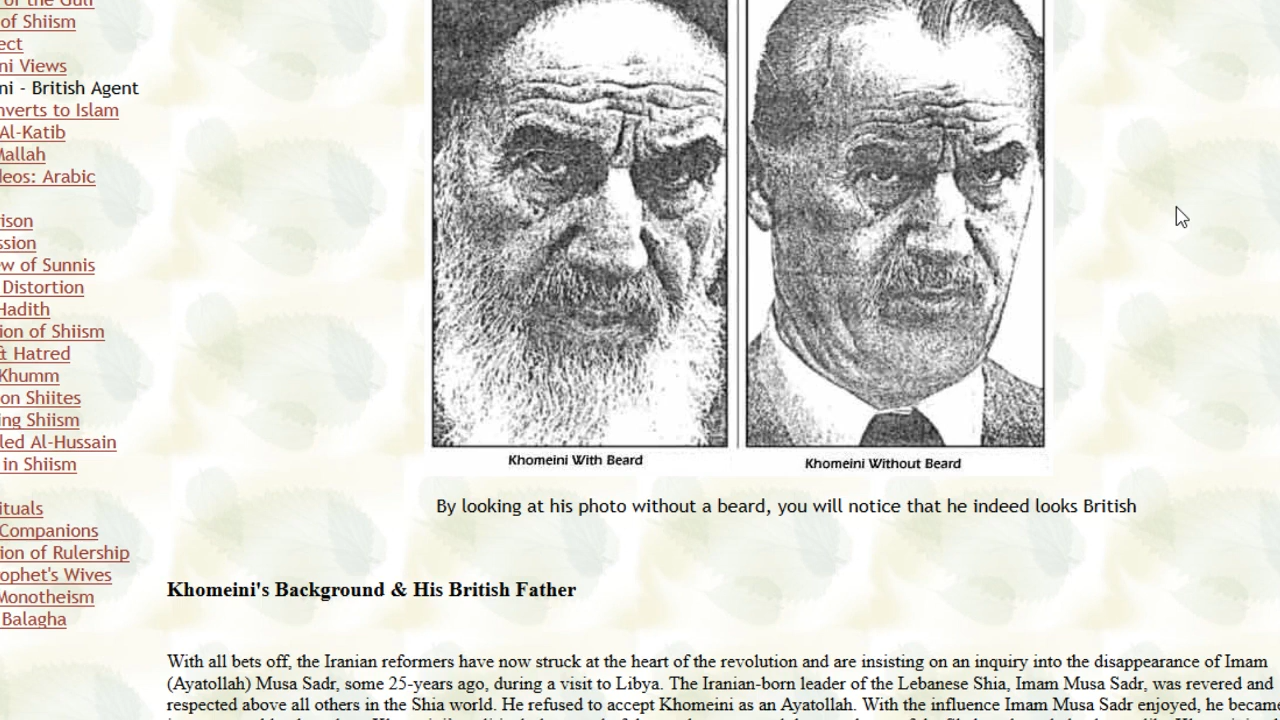 of Shiism
ect
ni Views
ni - British Agent
nverts to Islam
Al-Katib
Mallah
deos: Arabic
rison
ssion
ew of Sunnis
Distortion
Hadith
ion of Shiism
& Hatred
Khumm
on Shiites
ing Shiism
led Al-Hussain
in Shiism
ituals
Companions
ion of Rulership
ophet's Wives
Monotheism
Balagha
Khomeini With Beard
Khomeini Without Beard
By looking at his photo without a beard, you will notice that he indeed looks British
Khomeini's Background & His British Father
With all bets off, the Iranian reformers have now struck at the heart of the revolution and are insisting on an inquiry into the disappearance of Imam
(Ayatollah) Musa Sadr, some 25-years ago, during a visit to Libya. The Iranian-born leader of the Lebanese Shia, Imam Musa Sadr, was revered and
respected above all others in the Shia world. He refused to accept Khomeini as an Ayatollah. With the influence Imam Musa Sadr enjoyed, he became